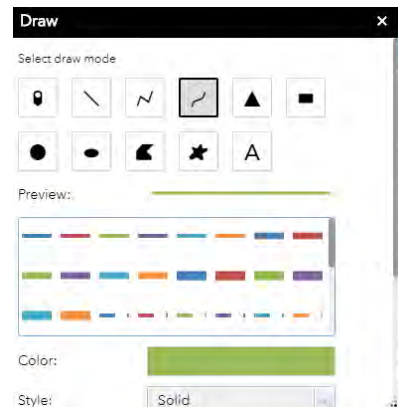 Draw ×
Select draw mode
A
Preview:
Color:
Style: Solid